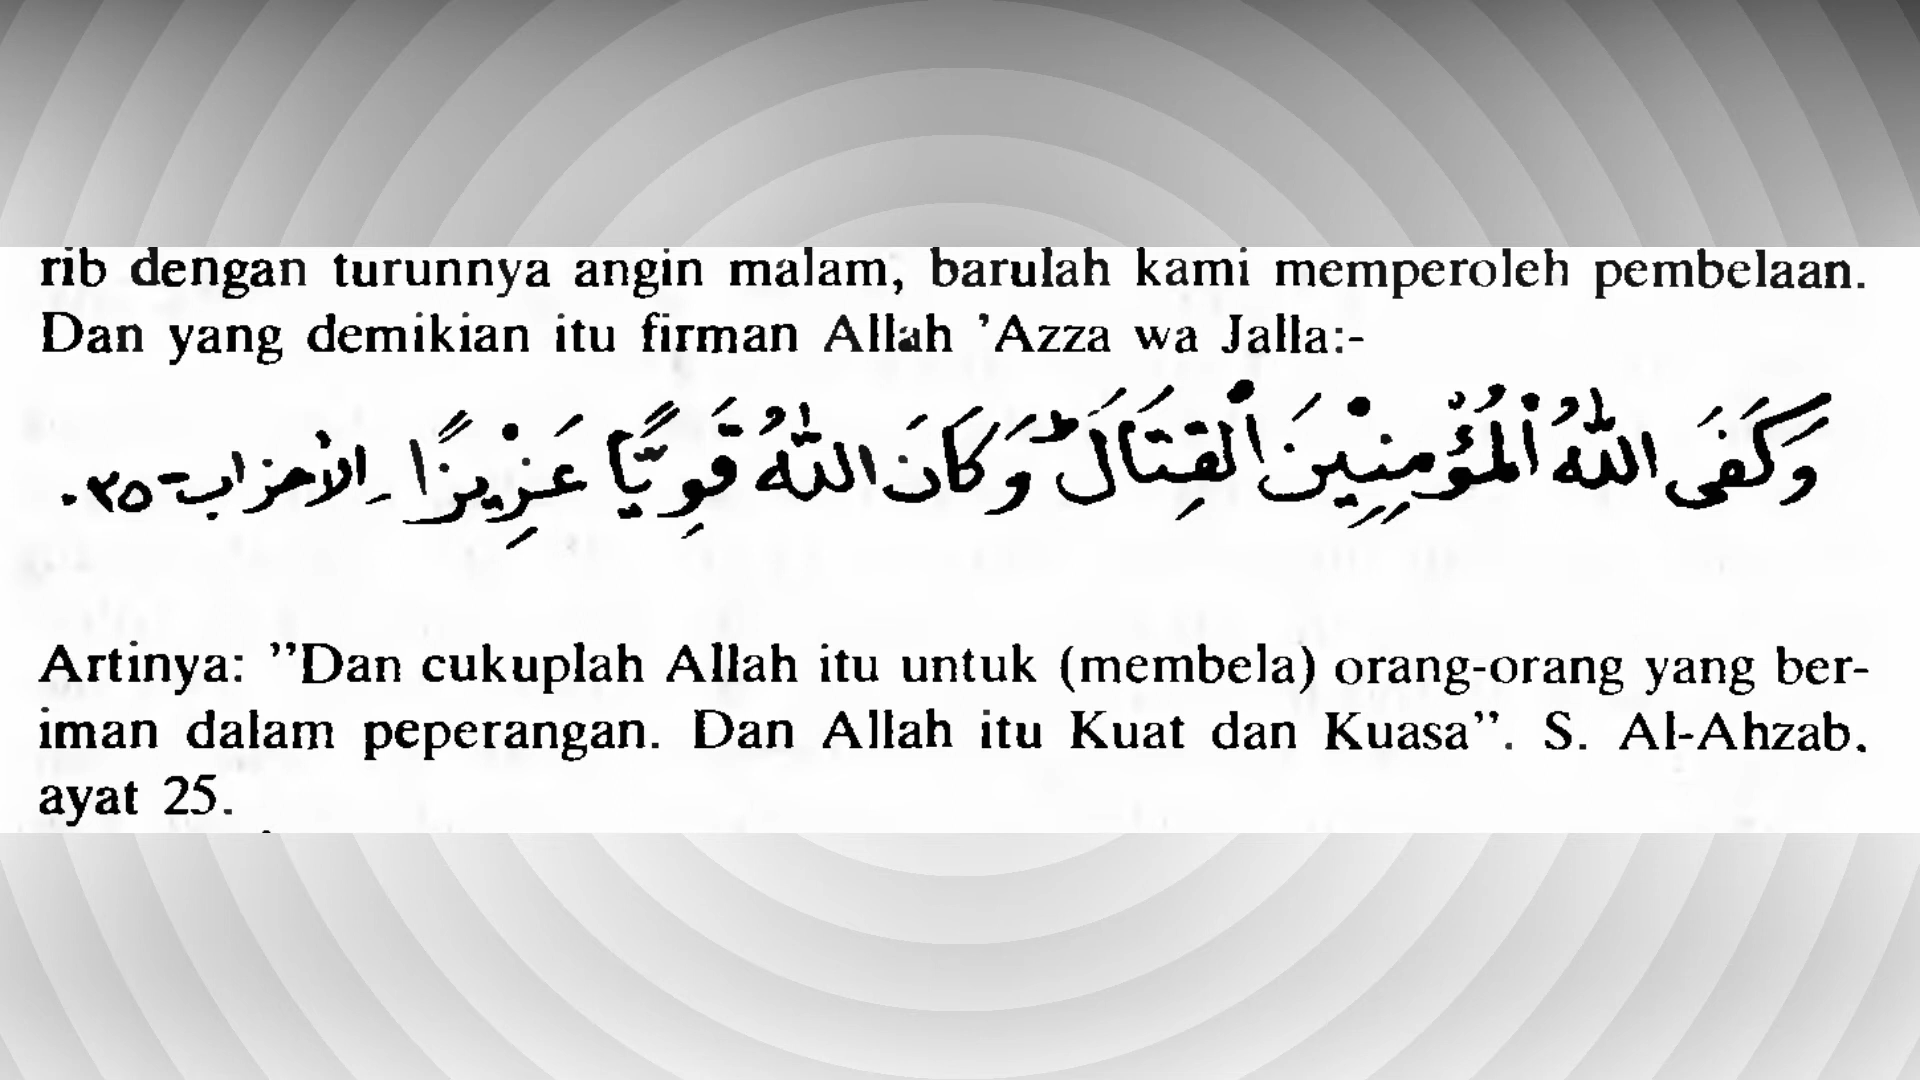 rib dengan turunnya angin malam, barulah kami memperoleh pembelaan.
Dan yang demikian itu firman Allah ’Azza wa Jalla:-
وَكَفَى اللّٰهُ الْمُؤْمِنِيْنَ الْقِتَالَ ۗ وَكَانَ اللّٰهُ قَوِيًّا عَزِيْزًا ـ الأحزاب - ٢٥ .
Artinya: ”Dan cukuplah Allah itu untuk (membela) orang-orang yang ber-
iman dalam peperangan. Dan Allah itu Kuat dan Kuasa”. S. Al-Ahzab.
ayat 25.